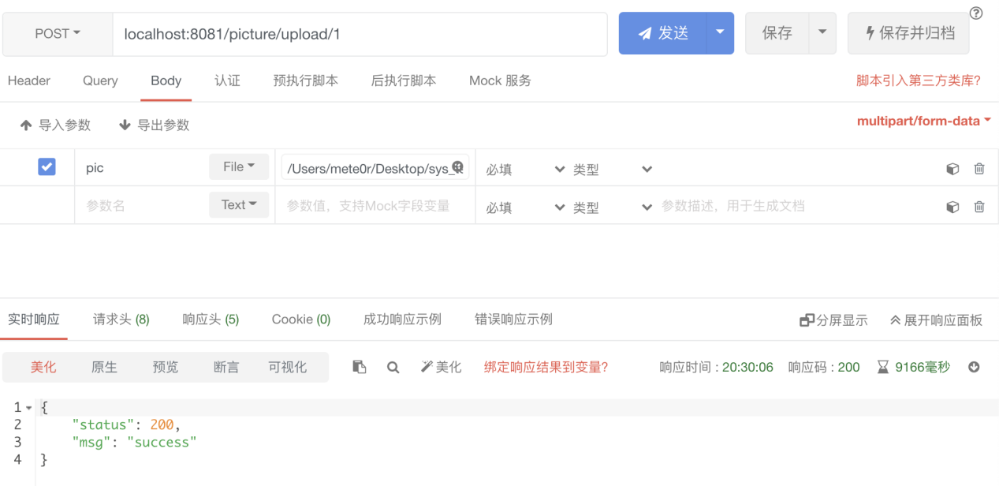 POST localhost:8081/picture/upload/1 发送 保存 保存并归档
Header Query Body 认证 预执行脚本 后执行脚本 Mock 服务 脚本引入第三方类库?
导入参数 导出参数 multipart/form-data
pic File /Users/mete0r/Desktop/sys_ 必填 类型
参数名 Text 参数值，支持Mock字段变量 必填 类型 参数描述，用于生成文档
实时响应 请求头 (8) 响应头 (5) Cookie (0) 成功响应示例 错误响应示例 分屏显示 展开响应面板
美化 原生 预览 断言 可视化 美化 绑定响应结果到变量? 响应时间 : 20:30:06 响应码 : 200 9166毫秒
1 {
2 "status": 200,
3 "msg": "success"
4 }